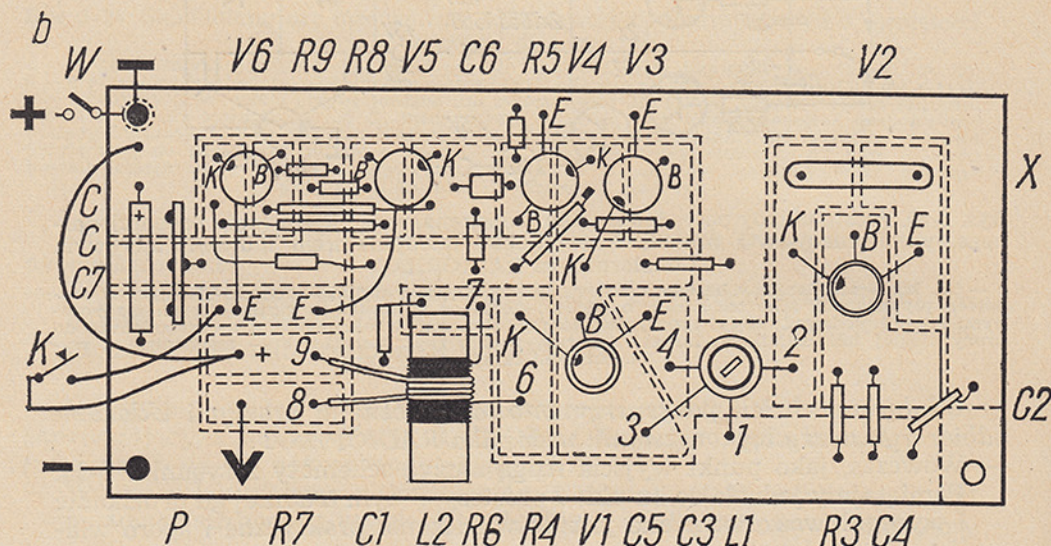 b
W V6 R9 R8 V5 C6 R5 V4 V3 V2
+
E E
K B B K K B K B E
C X
C
C7
K
K
+ E E 7 K B E
9 4 2
8 6 3 1 C2
-
P R7 C1 L2 R6 R4 V1 C5 C3 L1 R3 C4